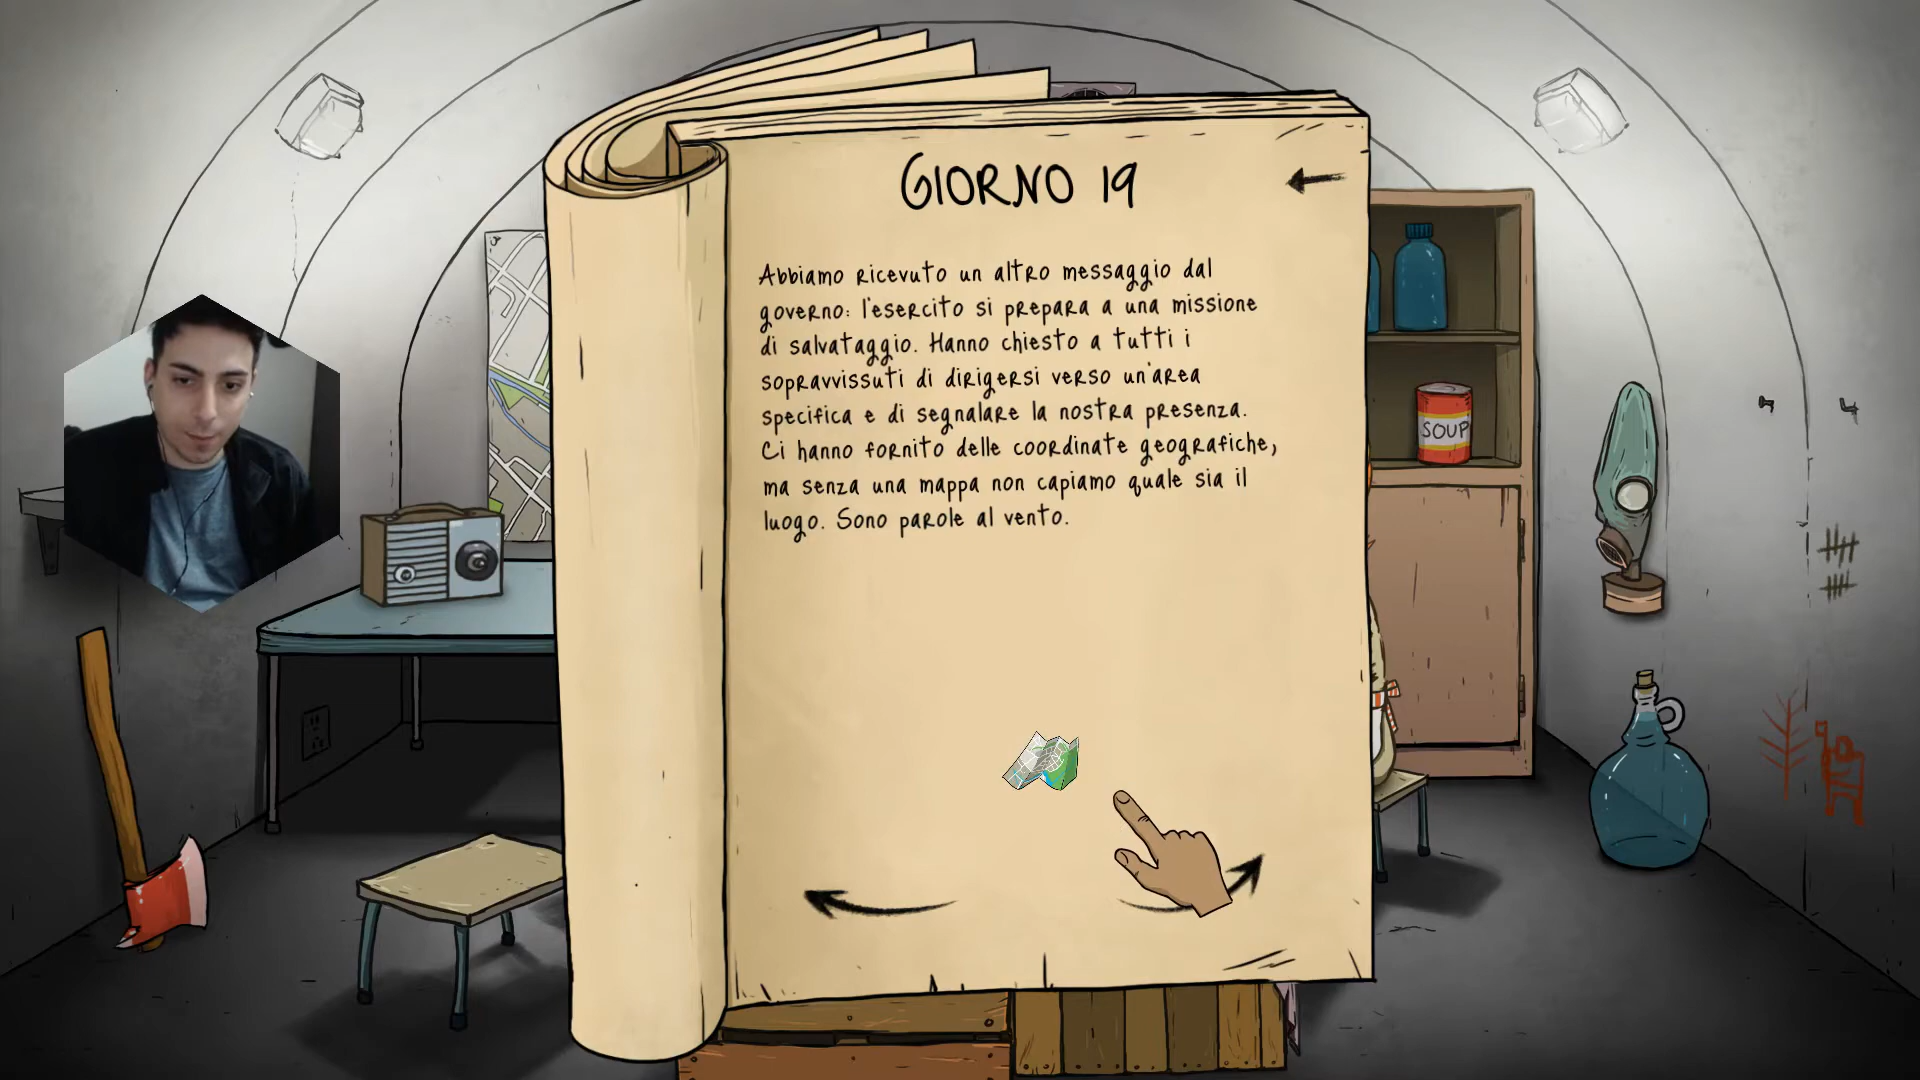 GIORNO 19
Abbiamo ricevuto un altro messaggio dal
governo: l'esercito si prepara a una missione
di salvataggio. Hanno chiesto a tutti i
sopravvissuti di dirigersi verso un'area
specifica e di segnalare la nostra presenza.
Ci hanno fornito delle coordinate geografiche,
ma senza una mappa non capiamo quale sia il
luogo. Sono parole al vento.
SOUP